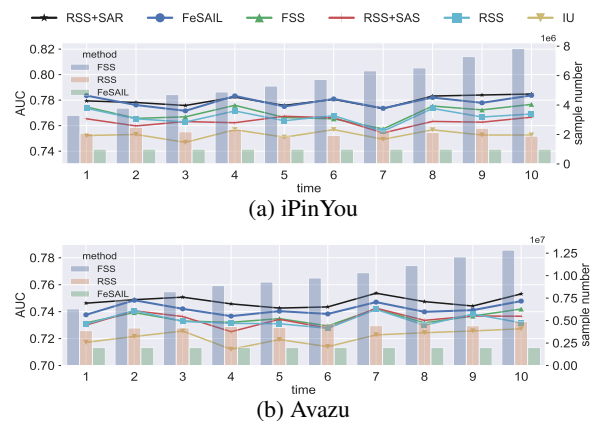 RSS+SAR FeSAIL FSS RSS+SAS RSS IU
1e6
method
FSS
RSS
FeSAIL
0.82
0.80
0.78
0.76
0.74
AUC
8
6
4
2
0
sample number
1 2 3 4 5 6 7 8 9 10
time
(a) iPinYou
1e7
method
FSS
RSS
FeSAIL
0.78
0.76
0.74
0.72
0.70
AUC
1.25
1.00
0.75
0.50
0.25
0.00
sample number
1 2 3 4 5 6 7 8 9 10
time
(b) Avazu